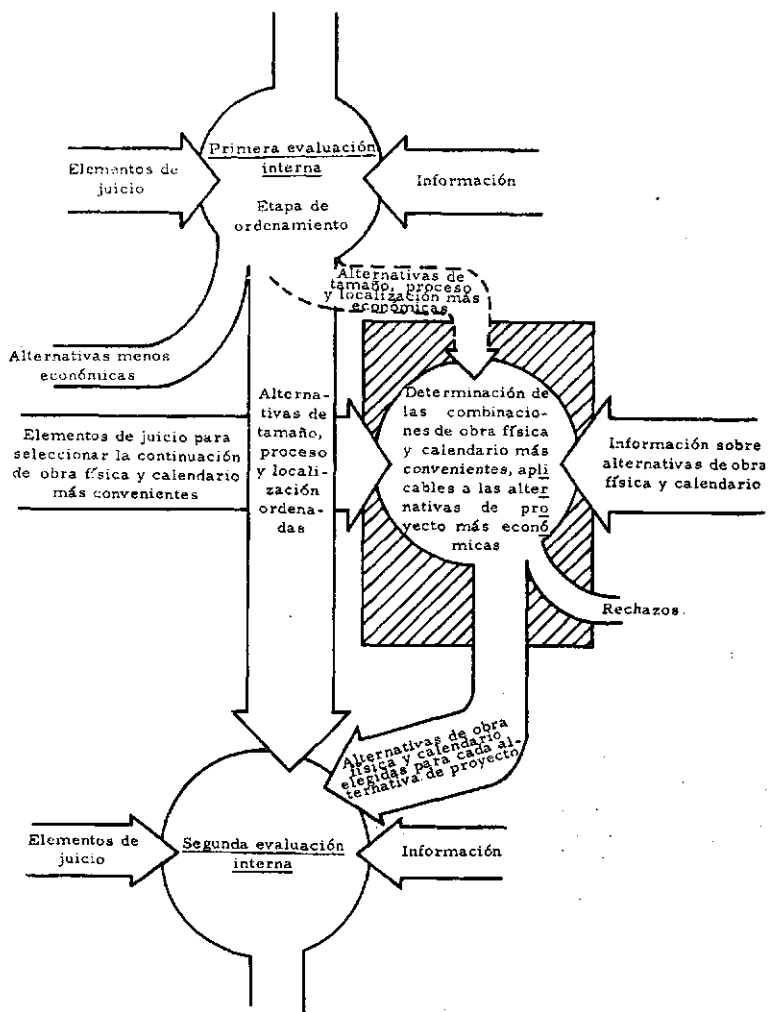 Primera evaluación
interna
Etapa de
ordenamiento
Elementos de
juicio
Información
Alternativas de
tamaño, proceso
y localización más
económicas
Alternativas menos
económicas
Elementos de juicio para
seleccionar la continuación
de obra física y calendario
más convenientes
Alterna-
tivas de
tamaño,
proceso
y locali-
zación
ordena-
das
Determinación de
las combinacio-
nes de obra física
y calendario más
convenientes, apli
cables a las alter
nativas de pro
yecto más econó
micas
Información sobre
alternativas de obra
física y calendario
Rechazos.
Alternativas de obra
física y calendario
elegidas para cada al-
ternativa de proyecto
Elementos de
juicio
Segunda evaluación
interna
Información